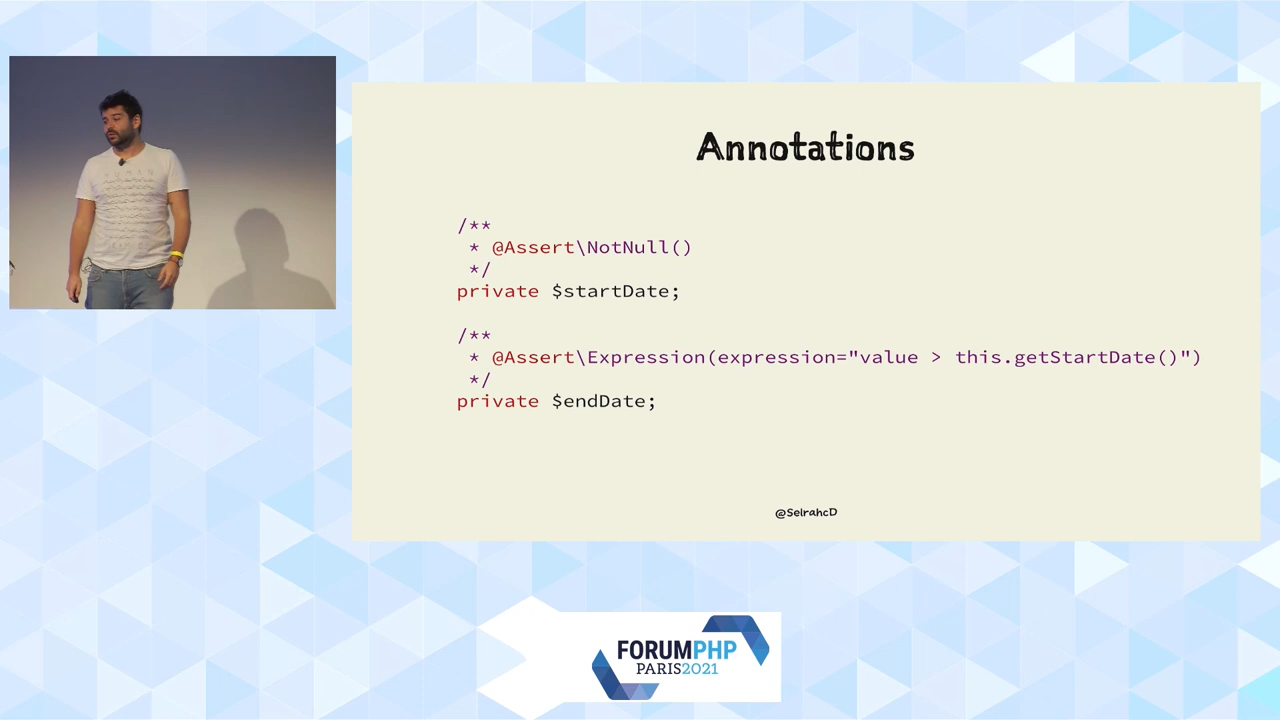 Annotations
/**
 * @Assert\NotNull()
 */
private $startDate;
/**
 * @Assert\Expression(expression="value > this.getStartDate()")
 */
private $endDate;
@SelrahcD
FORUMPHP
PARIS2021